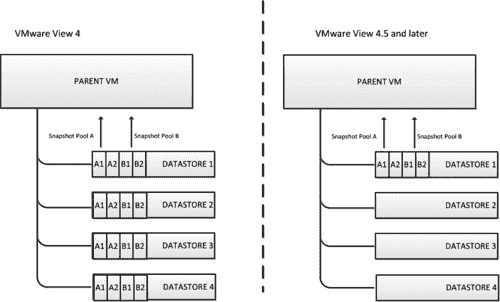 VMware View 4
PARENT VM
Snapshot Pool A
Snapshot Pool B
A1 A2 B1 B2 DATASTORE 1
A1 A2 B1 B2 DATASTORE 2
A1 A2 B1 B2 DATASTORE 3
A1 A2 B1 B2 DATASTORE 4
VMware View 4.5 and later
PARENT VM
Snapshot Pool A
Snapshot Pool B
A1 A2 B1 B2 DATASTORE 1
DATASTORE 2
DATASTORE 3
DATASTORE 4